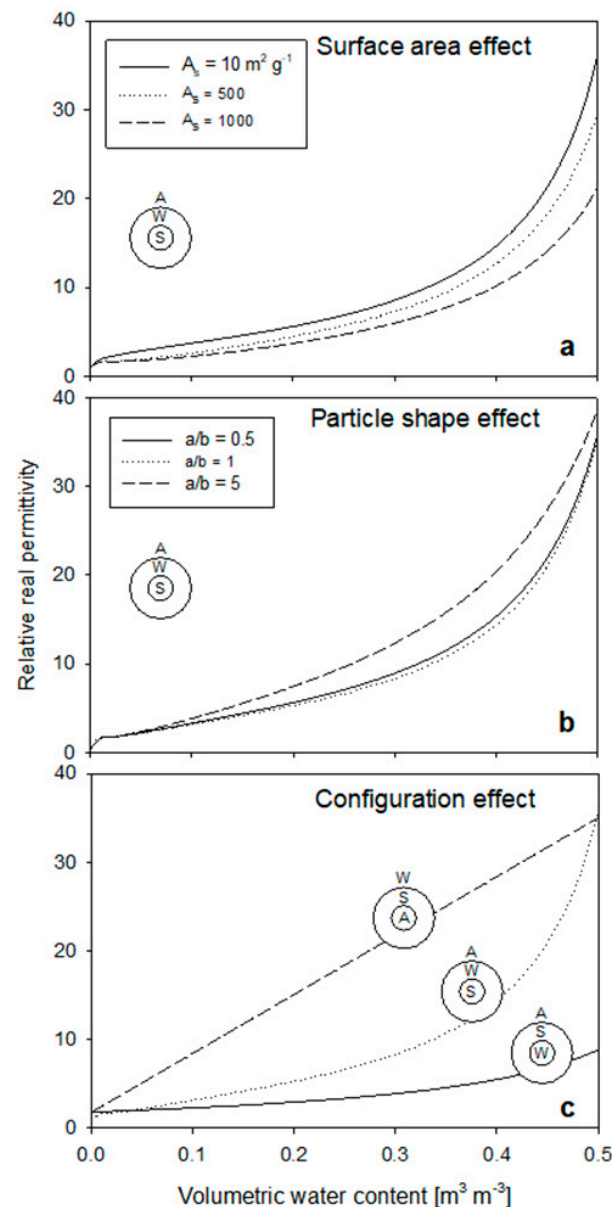 40
30
20
10
0
Surface area effect
Aₛ = 10 m² g⁻¹
Aₛ = 500
Aₛ = 1000
A
W
S
a
40
30
20
10
0
Particle shape effect
a/b = 0.5
a/b = 1
a/b = 5
A
W
S
b
Relative real permittivity
40
30
20
10
0
Configuration effect
W
S
A
A
W
S
A
S
W
c
0.0 0.1 0.2 0.3 0.4 0.5
Volumetric water content [m³ m⁻³]